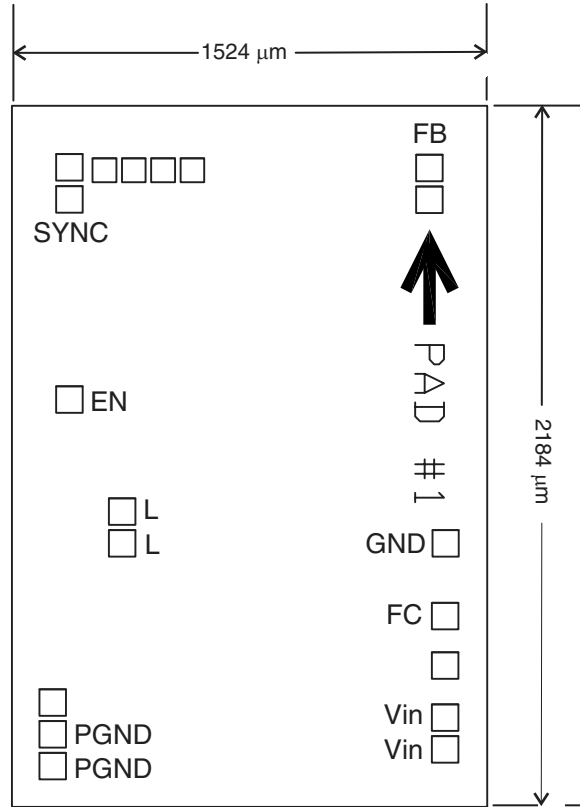 1524 μm
FB
SYNC
PAD #1
EN
2184 μm
L
L
GND
FC
Vin
PGND
Vin
PGND